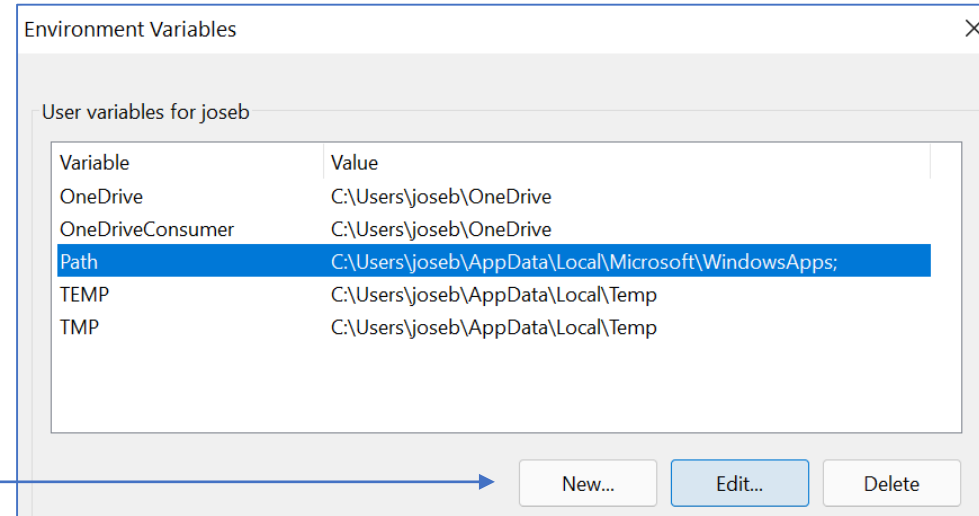 Environment Variables
User variables for joseb
Variable Value
OneDrive C:\Users\joseb\OneDrive
OneDriveConsumer C:\Users\joseb\OneDrive
Path C:\Users\joseb\AppData\Local\Microsoft\WindowsApps;
TEMP C:\Users\joseb\AppData\Local\Temp
TMP C:\Users\joseb\AppData\Local\Temp
New... Edit... Delete